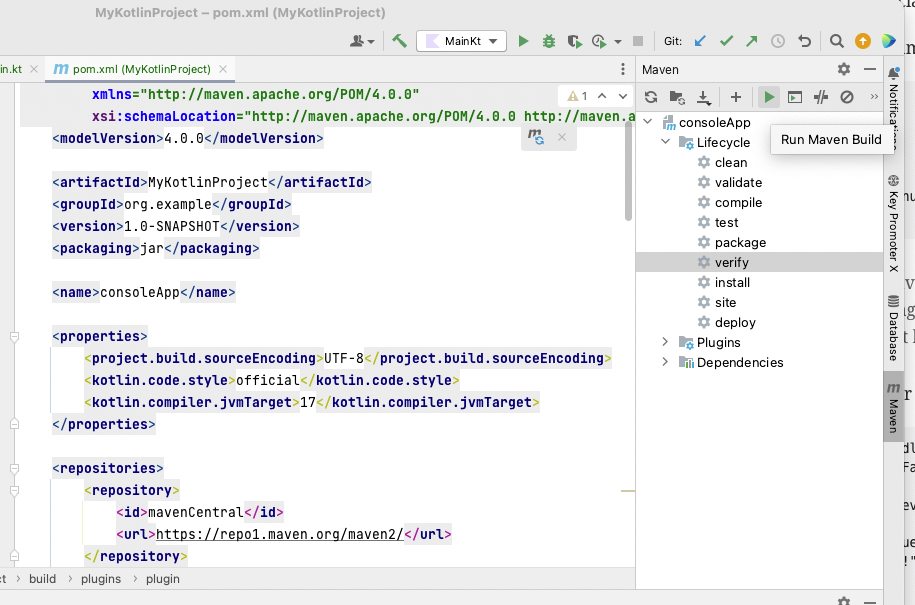 MyKotlinProject – pom.xml (MyKotlinProject)
MainKt
Git:
in.kt
m pom.xml (MyKotlinProject)
Maven
xmlns="http://maven.apache.org/POM/4.0.0"
1
xsi:schemaLocation="http://maven.apache.org/POM/4.0.0 http://maven.a
<modelVersion>4.0.0</modelVersion>
<artifactId>MyKotlinProject</artifactId>
<groupId>org.example</groupId>
<version>1.0-SNAPSHOT</version>
<packaging>jar</packaging>
<name>consoleApp</name>
<properties>
<project.build.sourceEncoding>UTF-8</project.build.sourceEncoding>
<kotlin.code.style>official</kotlin.code.style>
<kotlin.compiler.jvmTarget>17</kotlin.compiler.jvmTarget>
</properties>
<repositories>
<repository>
<id>mavenCentral</id>
<url>https://repo1.maven.org/maven2/</url>
</repository>
ct
build
plugins
plugin
consoleApp
Lifecycle
Run Maven Build
clean
validate
compile
test
package
verify
install
site
deploy
Plugins
Dependencies
Notifications
Key Promoter X
Database
m Maven